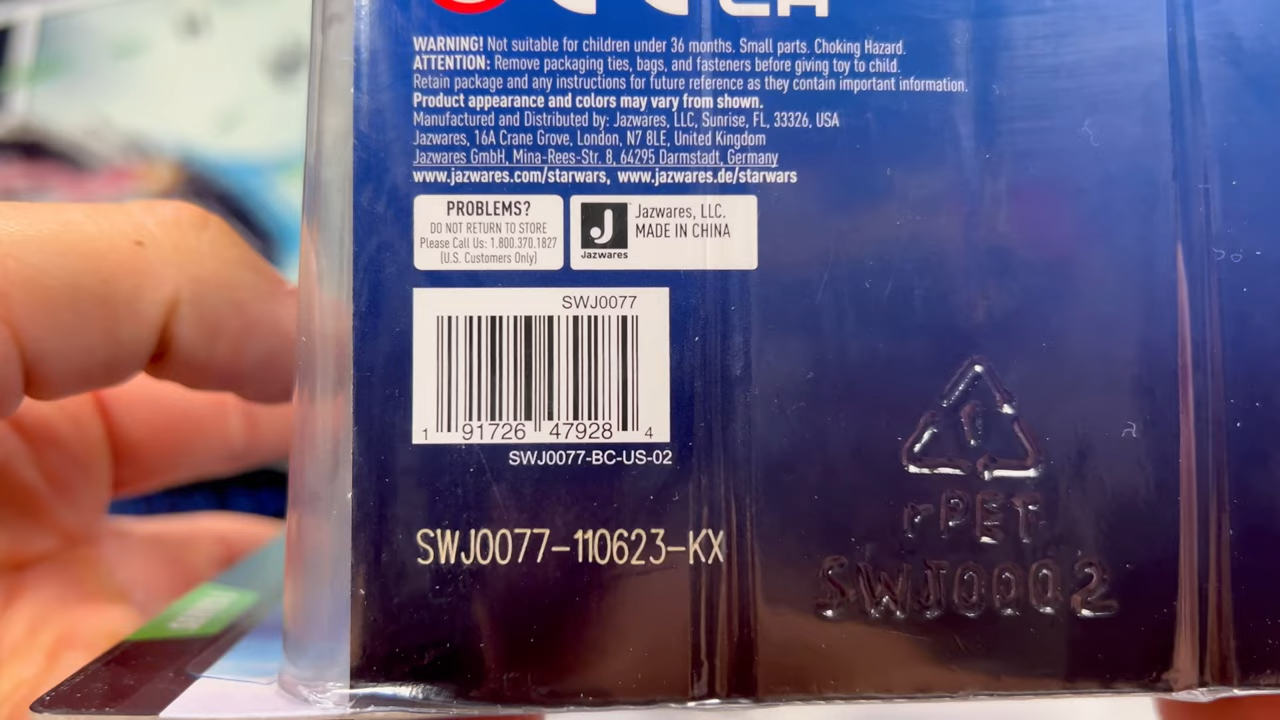 WARNING! Not suitable for children under 36 months. Small parts. Choking Hazard.
ATTENTION: Remove packaging ties, bags, and fasteners before giving toy to child.
Retain package and any instructions for future reference as they contain important information.
Product appearance and colors may vary from shown.
Manufactured and Distributed by: Jazwares, LLC, Sunrise, FL, 33326, USA
Jazwares, 16A Crane Grove, London, N7 8LE, United Kingdom
Jazwares GmbH, Mina-Rees-Str. 8, 64295 Darmstadt, Germany
www.jazwares.com/starwars, www.jazwares.de/starwars
PROBLEMS?
DO NOT RETURN TO STORE
Please Call Us: 1.800.370.1827
(U.S. Customers Only)
J
Jazwares
Jazwares, LLC.
MADE IN CHINA
SWJ0077
1 91726 47928 4
SWJ0077-BC-US-02
SWJ0077-110623-KX
1
rPET
SWJ0002